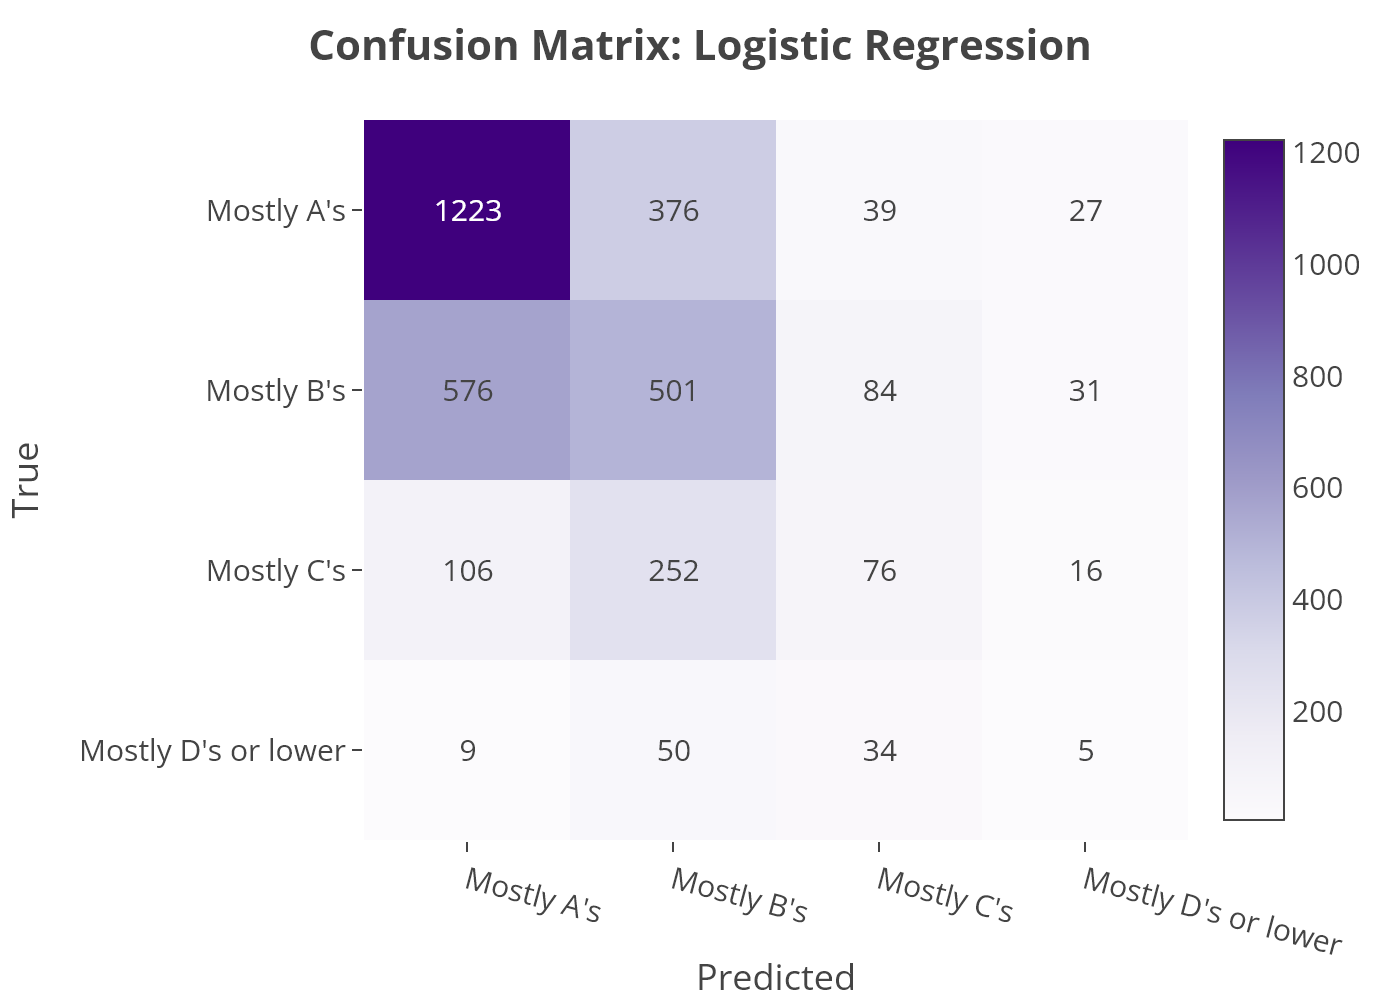 Confusion Matrix: Logistic Regression
Mostly A's 1223 376 39 27
Mostly B's 576 501 84 31
Mostly C's 106 252 76 16
Mostly D's or lower 9 50 34 5
True
Mostly A's Mostly B's Mostly C's Mostly D's or lower
Predicted
1200
1000
800
600
400
200